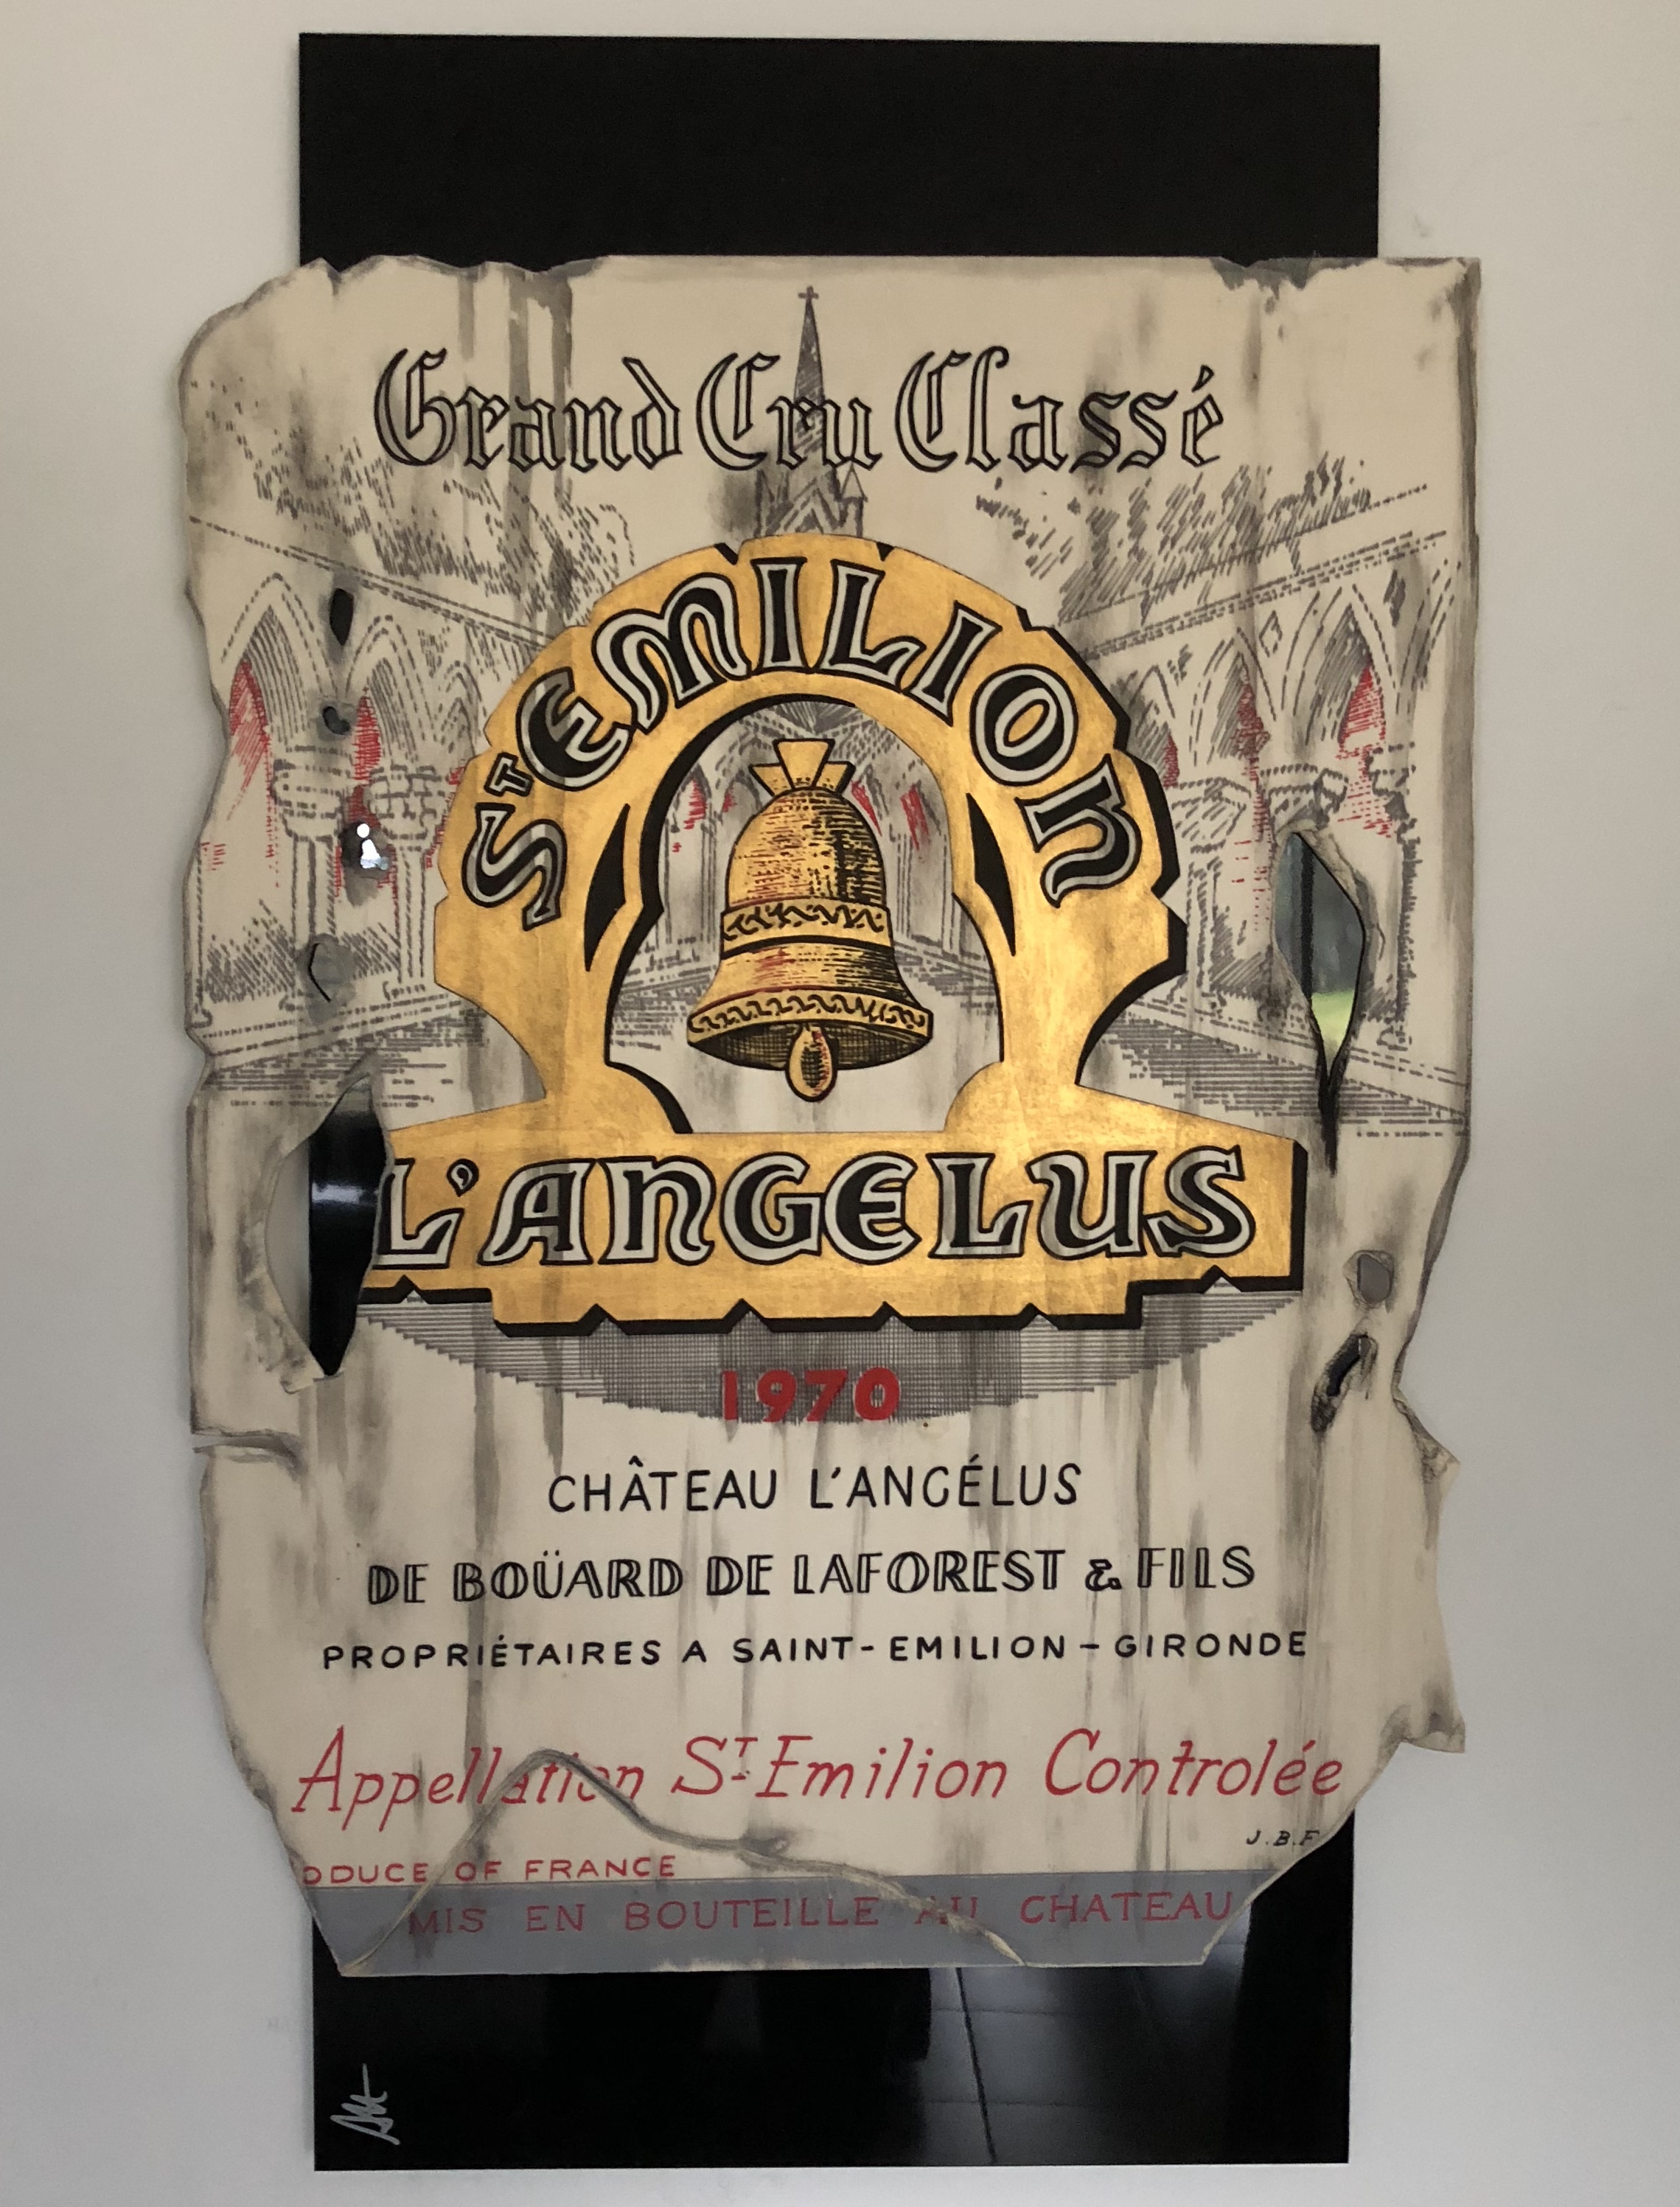 Grand Cru Classé
ST EMILION
L'ANGELUS
1970
CHÂTEAU L'ANGÉLUS
DE BOÜARD DE LAFOREST & FILS
PROPRIÉTAIRES A SAINT-EMILION-GIRONDE
Appellation ST-Emilion Controlée
J.B.F
ODUCE OF FRANCE
MIS EN BOUTEILLE AU CHATEAU